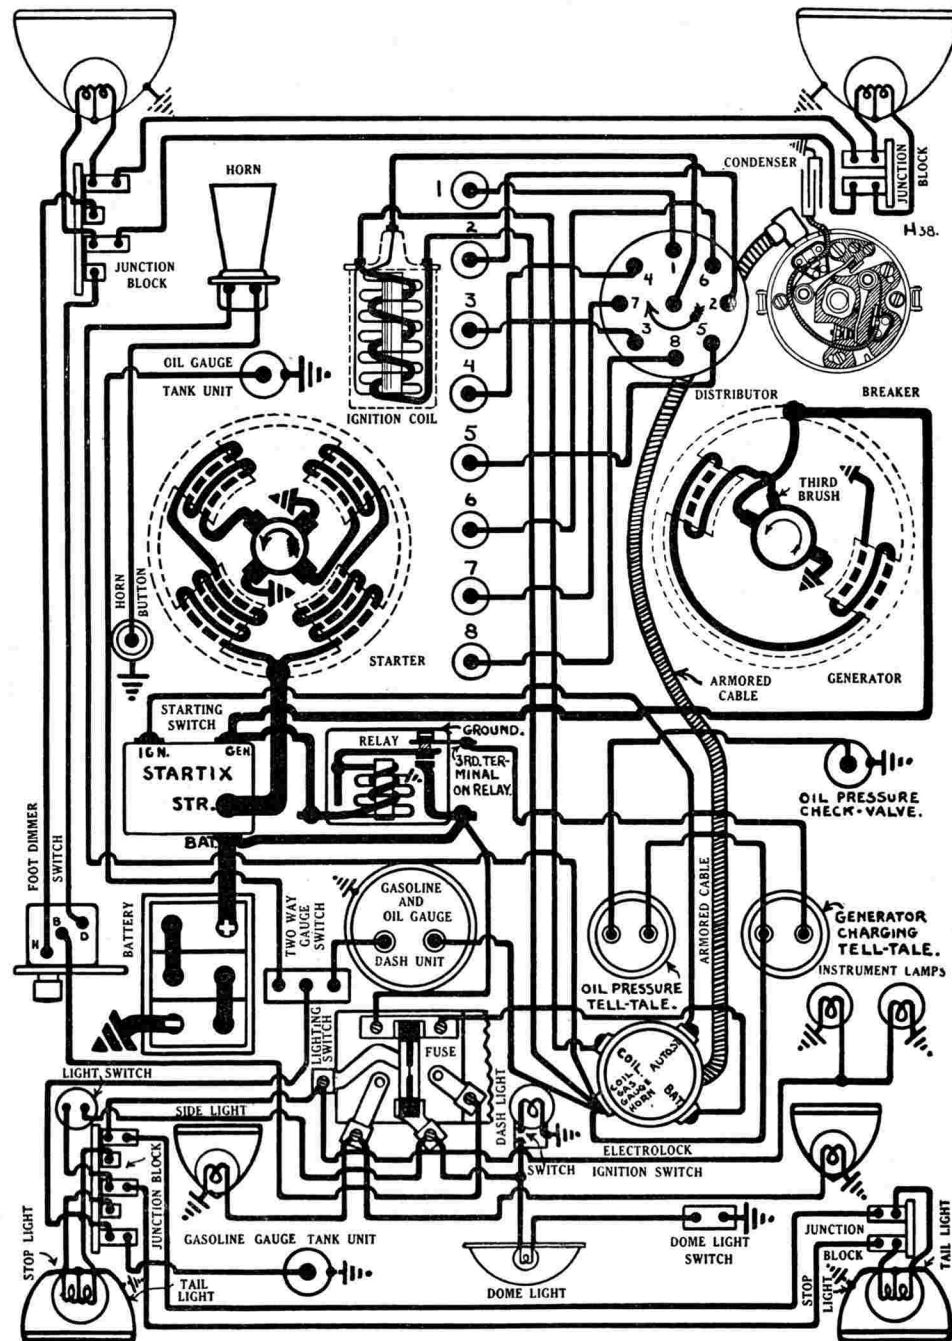 HORN
CONDENSER
JUNCTION
BLOCK
H38.
1
2
3
4
5
6
7
8
JUNCTION
BLOCK
4
1
6
7
2
3
8
5
OIL GAUGE
TANK UNIT
IGNITION COIL
DISTRIBUTOR
BREAKER
THIRD
BRUSH
HORN
BUTTON
STARTER
ARMORED
CABLE
GENERATOR
STARTING
SWITCH
IGN.
GEN
STARTIX
STR.
BAT.
RELAY
GROUND.
3RD. TER-
MINAL
ON RELAY.
OIL PRESSURE
CHECK-VALVE.
FOOT DIMMER
SWITCH
B
D
N
BATTERY
TWO WAY
GAUGE
SWITCH
GASOLINE
AND
OIL GAUGE
DASH UNIT
ARMORED CABLE
OIL PRESSURE
TELL-TALE.
GENERATOR
CHARGING
TELL-TALE.
INSTRUMENT LAMPS
LIGHTING
SWITCH
FUSE
COIL
COIL
GAS
GAUGE
HORN
BAT
LIGHT SWITCH
SIDE LIGHT
DASH LIGHT
SWITCH
ELECTROLOCK
IGNITION SWITCH
JUNCTION BLOCK
STOP LIGHT
TAIL
LIGHT
GASOLINE GAUGE TANK UNIT
DOME LIGHT
DOME LIGHT
SWITCH
JUNCTION
BLOCK
STOP
LIGHT
TAIL LIGHT